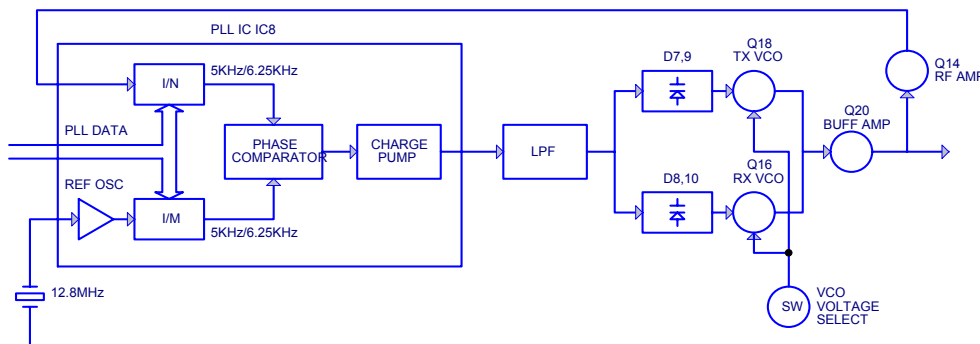 PLL IC IC8
I/N
5KHz/6.25KHz
PLL DATA
PHASE
COMPARATOR
CHARGE
PUMP
LPF
REF OSC
I/M
5KHz/6.25KHz
12.8MHz
D7,9
Q18
TX VCO
Q14
RF AMP
Q20
BUFF AMP
D8,10
Q16
RX VCO
SW
VCO
VOLTAGE
SELECT